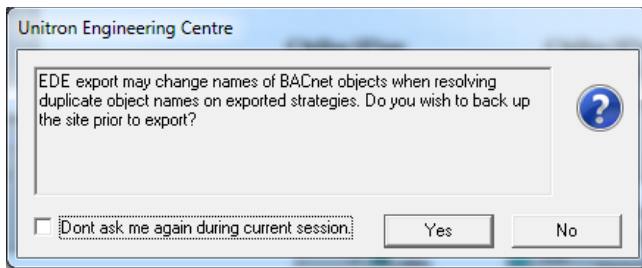 Unitron Engineering Centre
EDE export may change names of BACnet objects when resolving
duplicate object names on exported strategies. Do you wish to back up
the site prior to export?
Dont ask me again during current session.
Yes
No